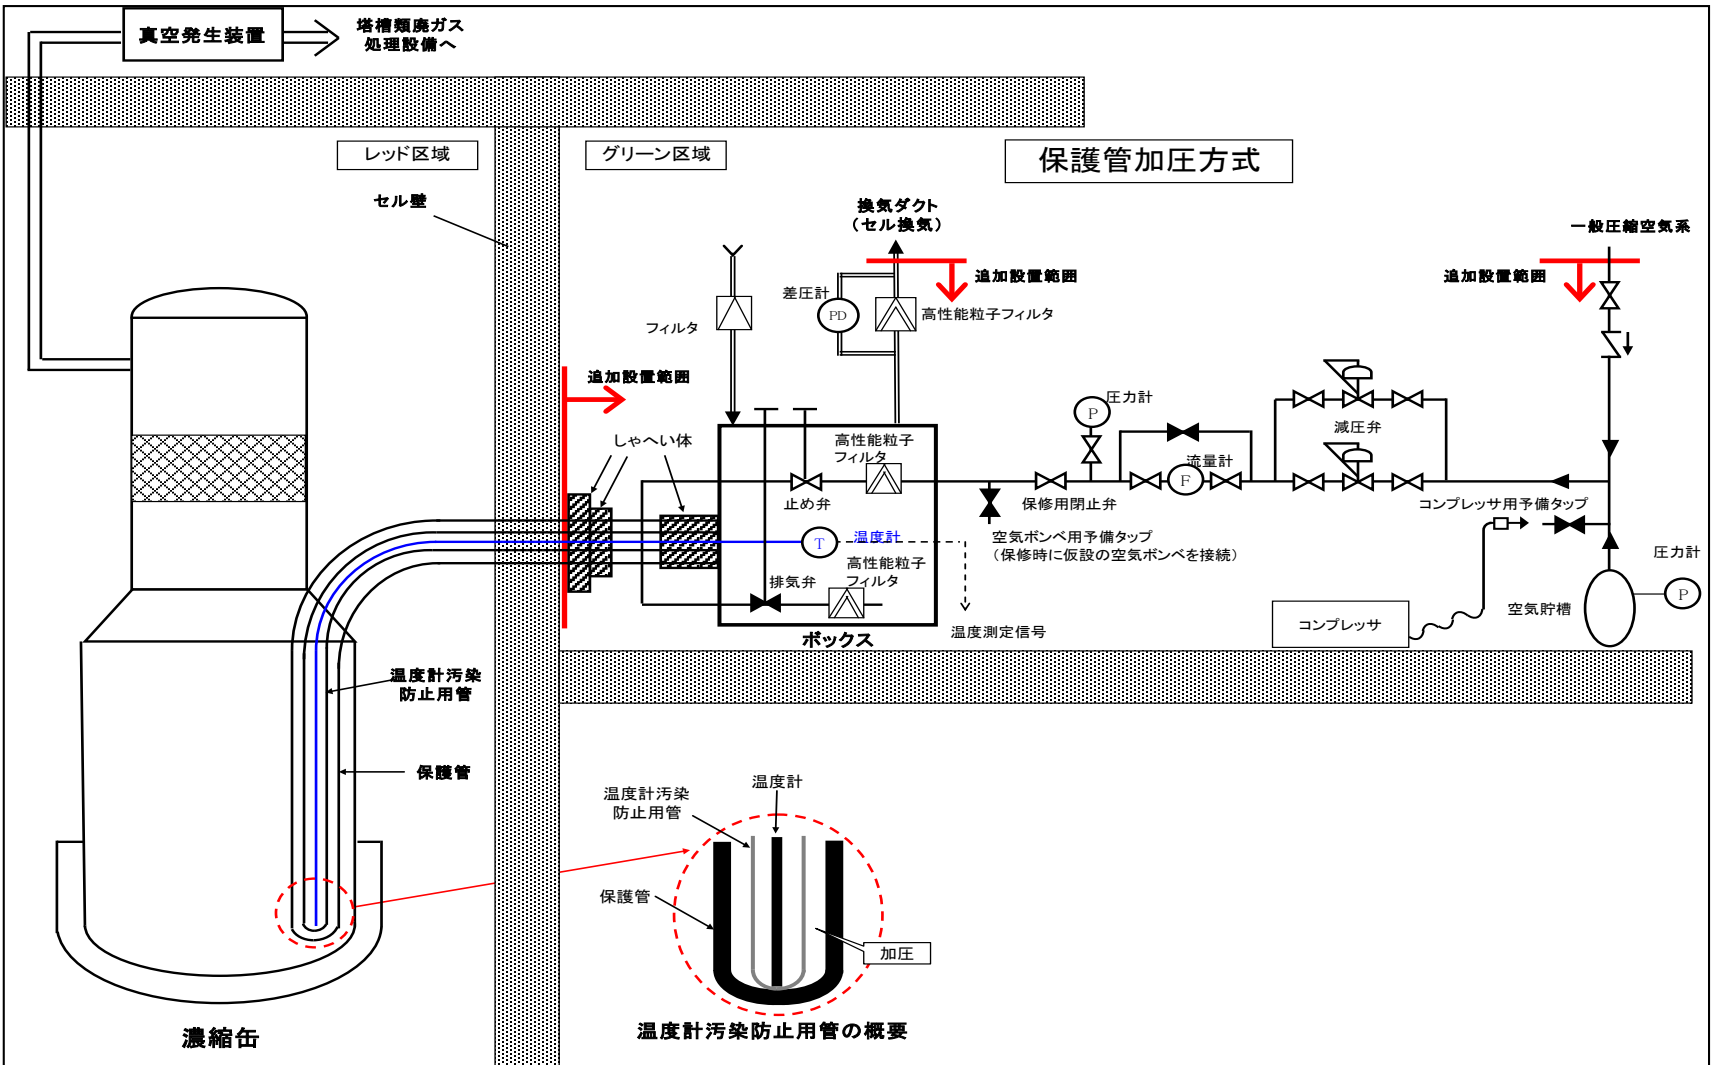 真空発生装置
塔槽類廃ガス
処理設備へ
レッド区域
グリーン区域
保護管加圧方式
セル壁
換気ダクト
(セル換気)
一般圧縮空気系
追加設置範囲
追加設置範囲
差圧計
PD
高性能粒子フィルタ
フィルタ
追加設置範囲
圧力計
P
減圧弁
しゃへい体
高性能粒子
フィルタ
流量計
F
止め弁
保修用閉止弁
コンプレッサ用予備タップ
T
温度計
空気ボンベ用予備タップ
(保修時に仮設の空気ボンベを接続)
高性能粒子
フィルタ
排気弁
圧力計
P
空気貯槽
コンプレッサ
温度測定信号
ボックス
温度計汚染
防止用管
保護管
温度計
温度計汚染
防止用管
保護管
加圧
温度計汚染防止用管の概要
濃縮缶